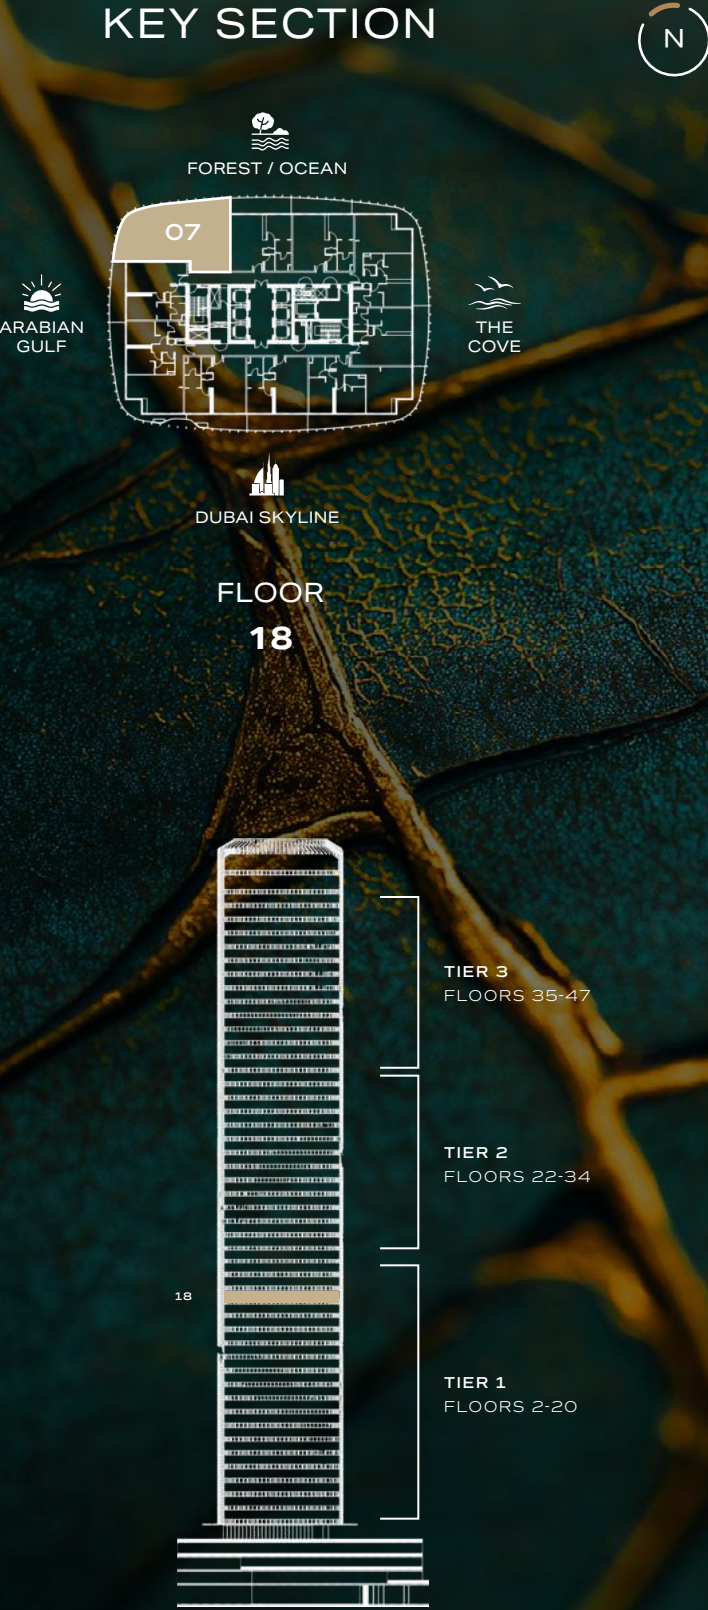 KEY SECTION
N
FOREST / OCEAN
07
ARABIAN
GULF
THE
COVE
DUBAI SKYLINE
FLOOR
18
TIER 3
FLOORS 35-47
TIER 2
FLOORS 22-34
18
TIER 1
FLOORS 2-20